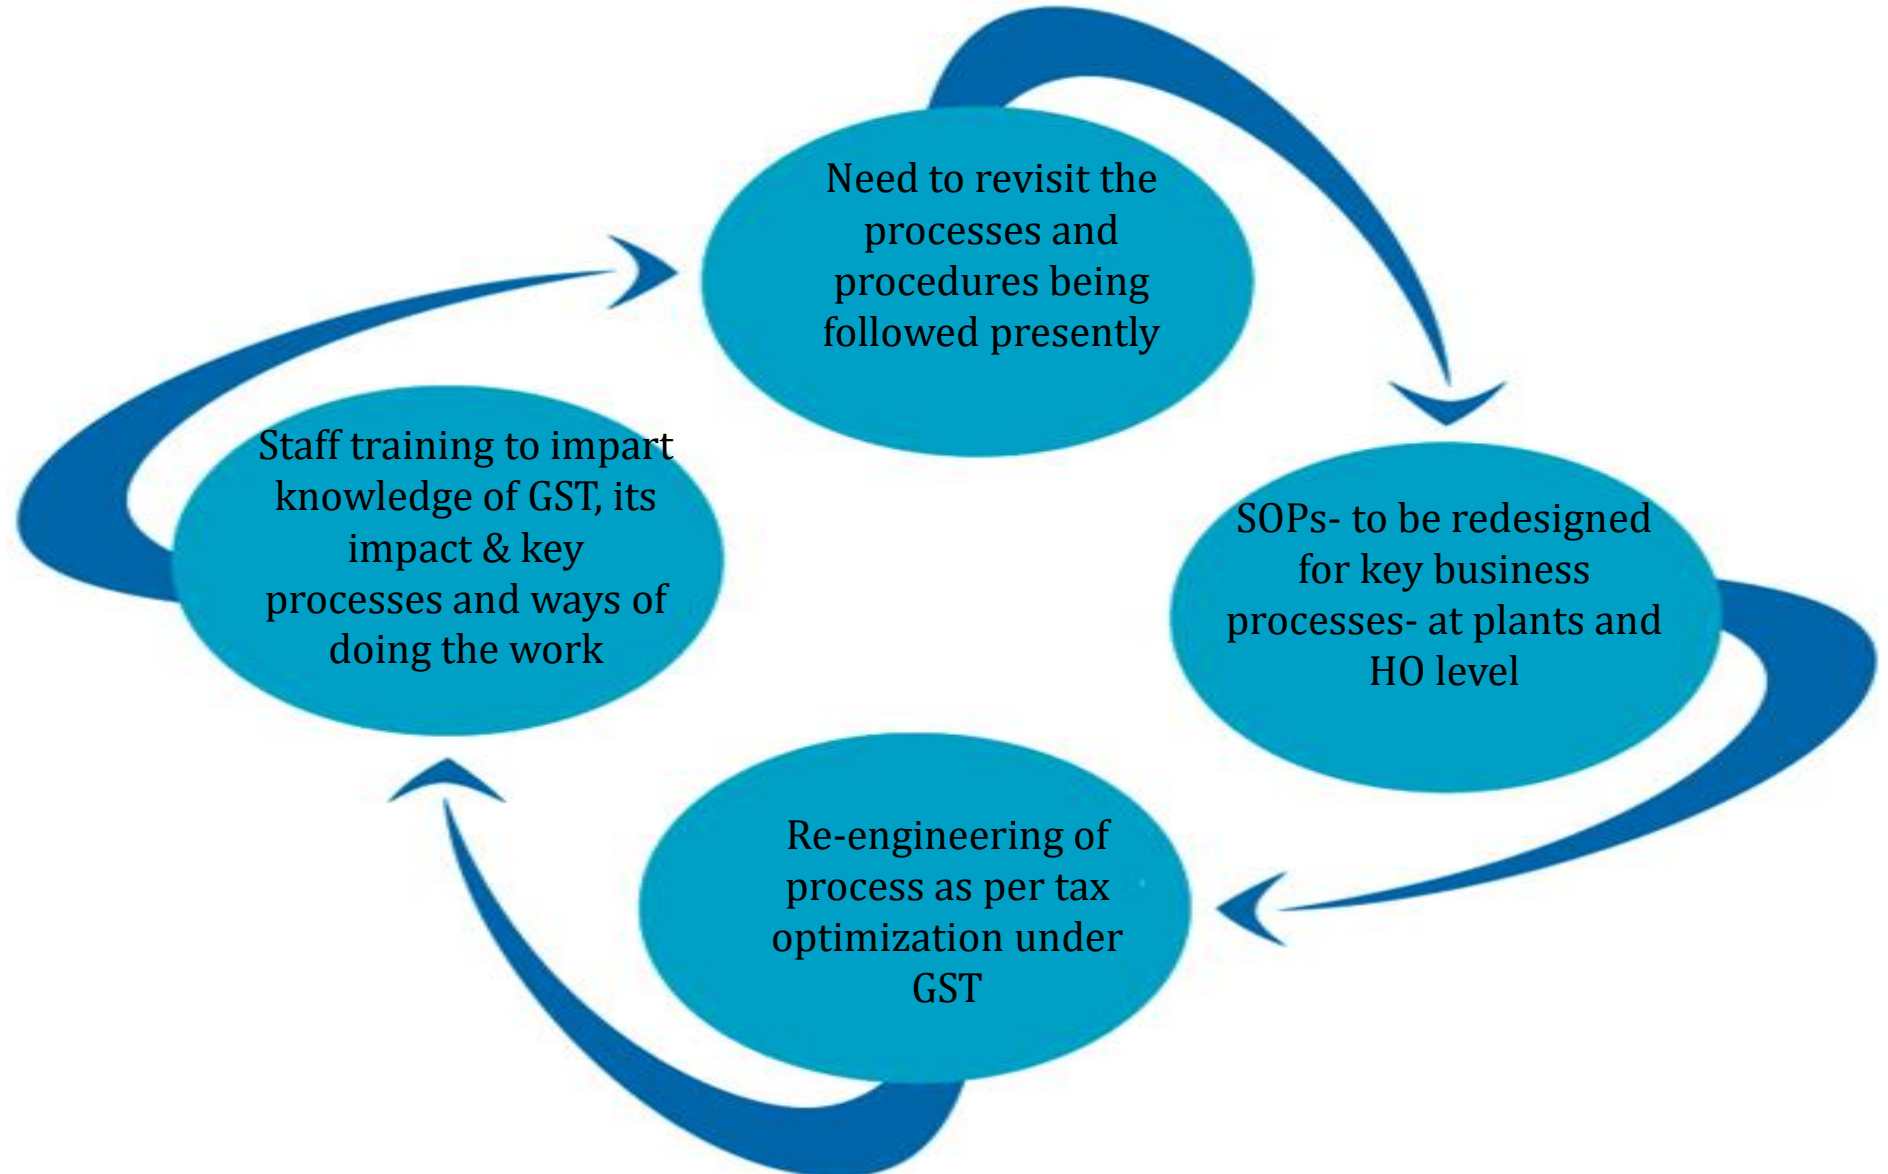 Need to revisit the
processes and
procedures being
followed presently
SOPs- to be redesigned
for key business
processes- at plants and
HO level
Re-engineering of
process as per tax
optimization under
GST
Staff training to impart
knowledge of GST, its
impact & key
processes and ways of
doing the work